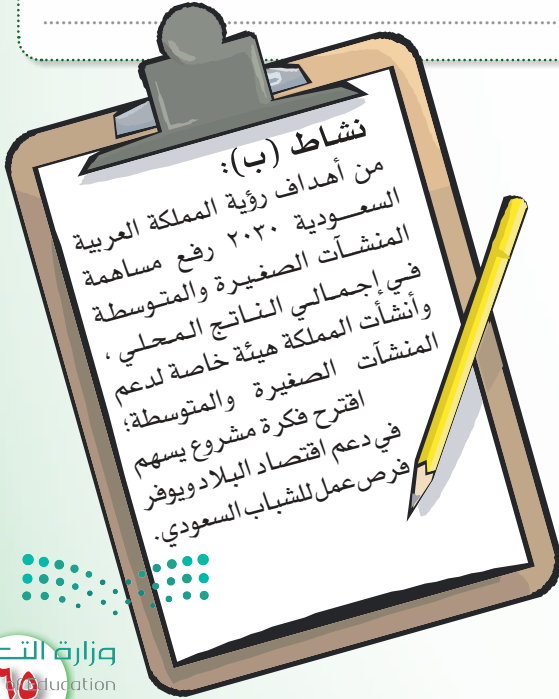 نشاط (ب):
من أهداف رؤية المملكة العربية
السعودية ٢٠٣٠ رفع مساهمة
المنشآت الصغيرة والمتوسطة
في إجمالي الناتج المحلي ،
وأنشأت المملكة هيئة خاصة لدعم
المنشآت الصغيرة والمتوسطة؛
اقترح فكرة مشروع يسهم
في دعم اقتصاد البلاد ويوفر
فرص عمل للشباب السعودي.
وزارة
of Education